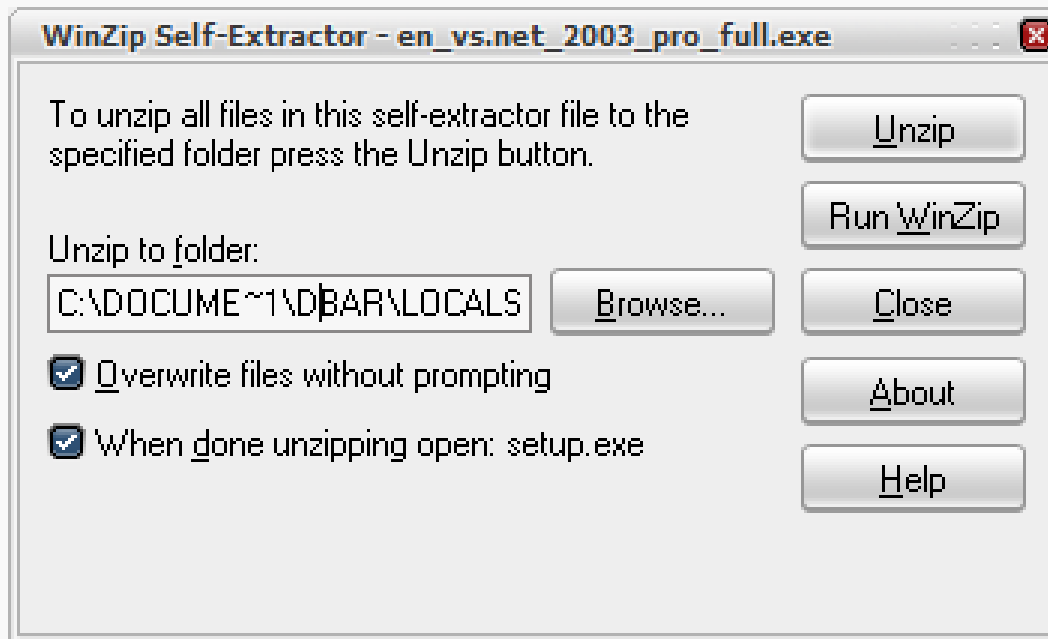 WinZip Self-Extractor - en_vs.net_2003_pro_full.exe
To unzip all files in this self-extractor file to the
specified folder press the Unzip button.
Unzip to folder:
C:\DOCUME~1\DBAR\LOCALS
Browse...
Overwrite files without prompting
When done unzipping open: setup.exe
Unzip
Run WinZip
Close
About
Help